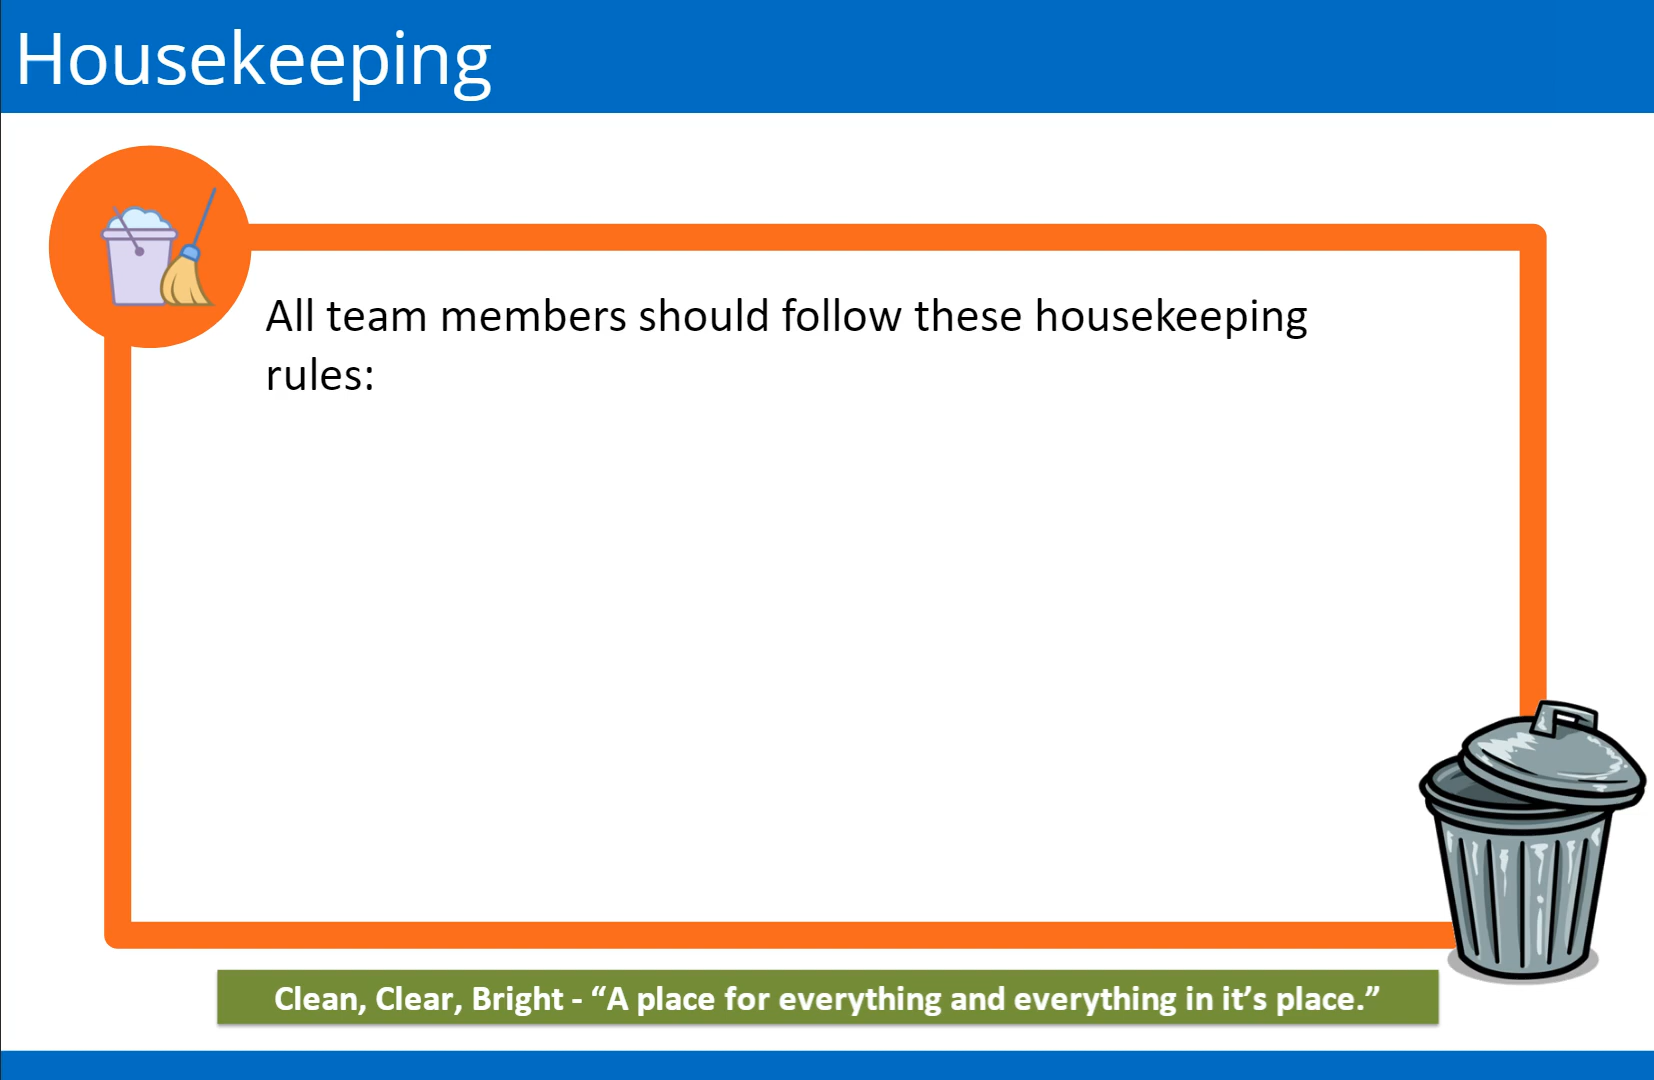 Housekeeping
All team members should follow these housekeeping
rules:
Clean, Clear, Bright - “A place for everything and everything in it’s place.”